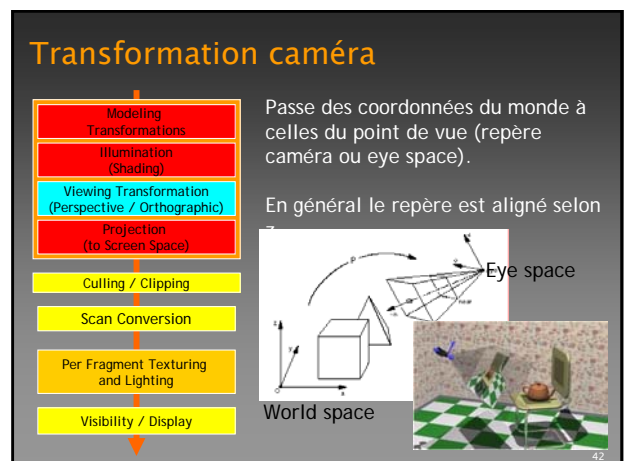 Transformation caméra
Modeling
Transformations
Illumination
(Shading)
Viewing Transformation
(Perspective / Orthographic)
Projection
(to Screen Space)
Culling / Clipping
Scan Conversion
Per Fragment Texturing
and Lighting
Visibility / Display
Passe des coordonnées du monde à
celles du point de vue (repère
caméra ou eye space).
En général le repère est aligné selon
z
Eye space
P
World space
42